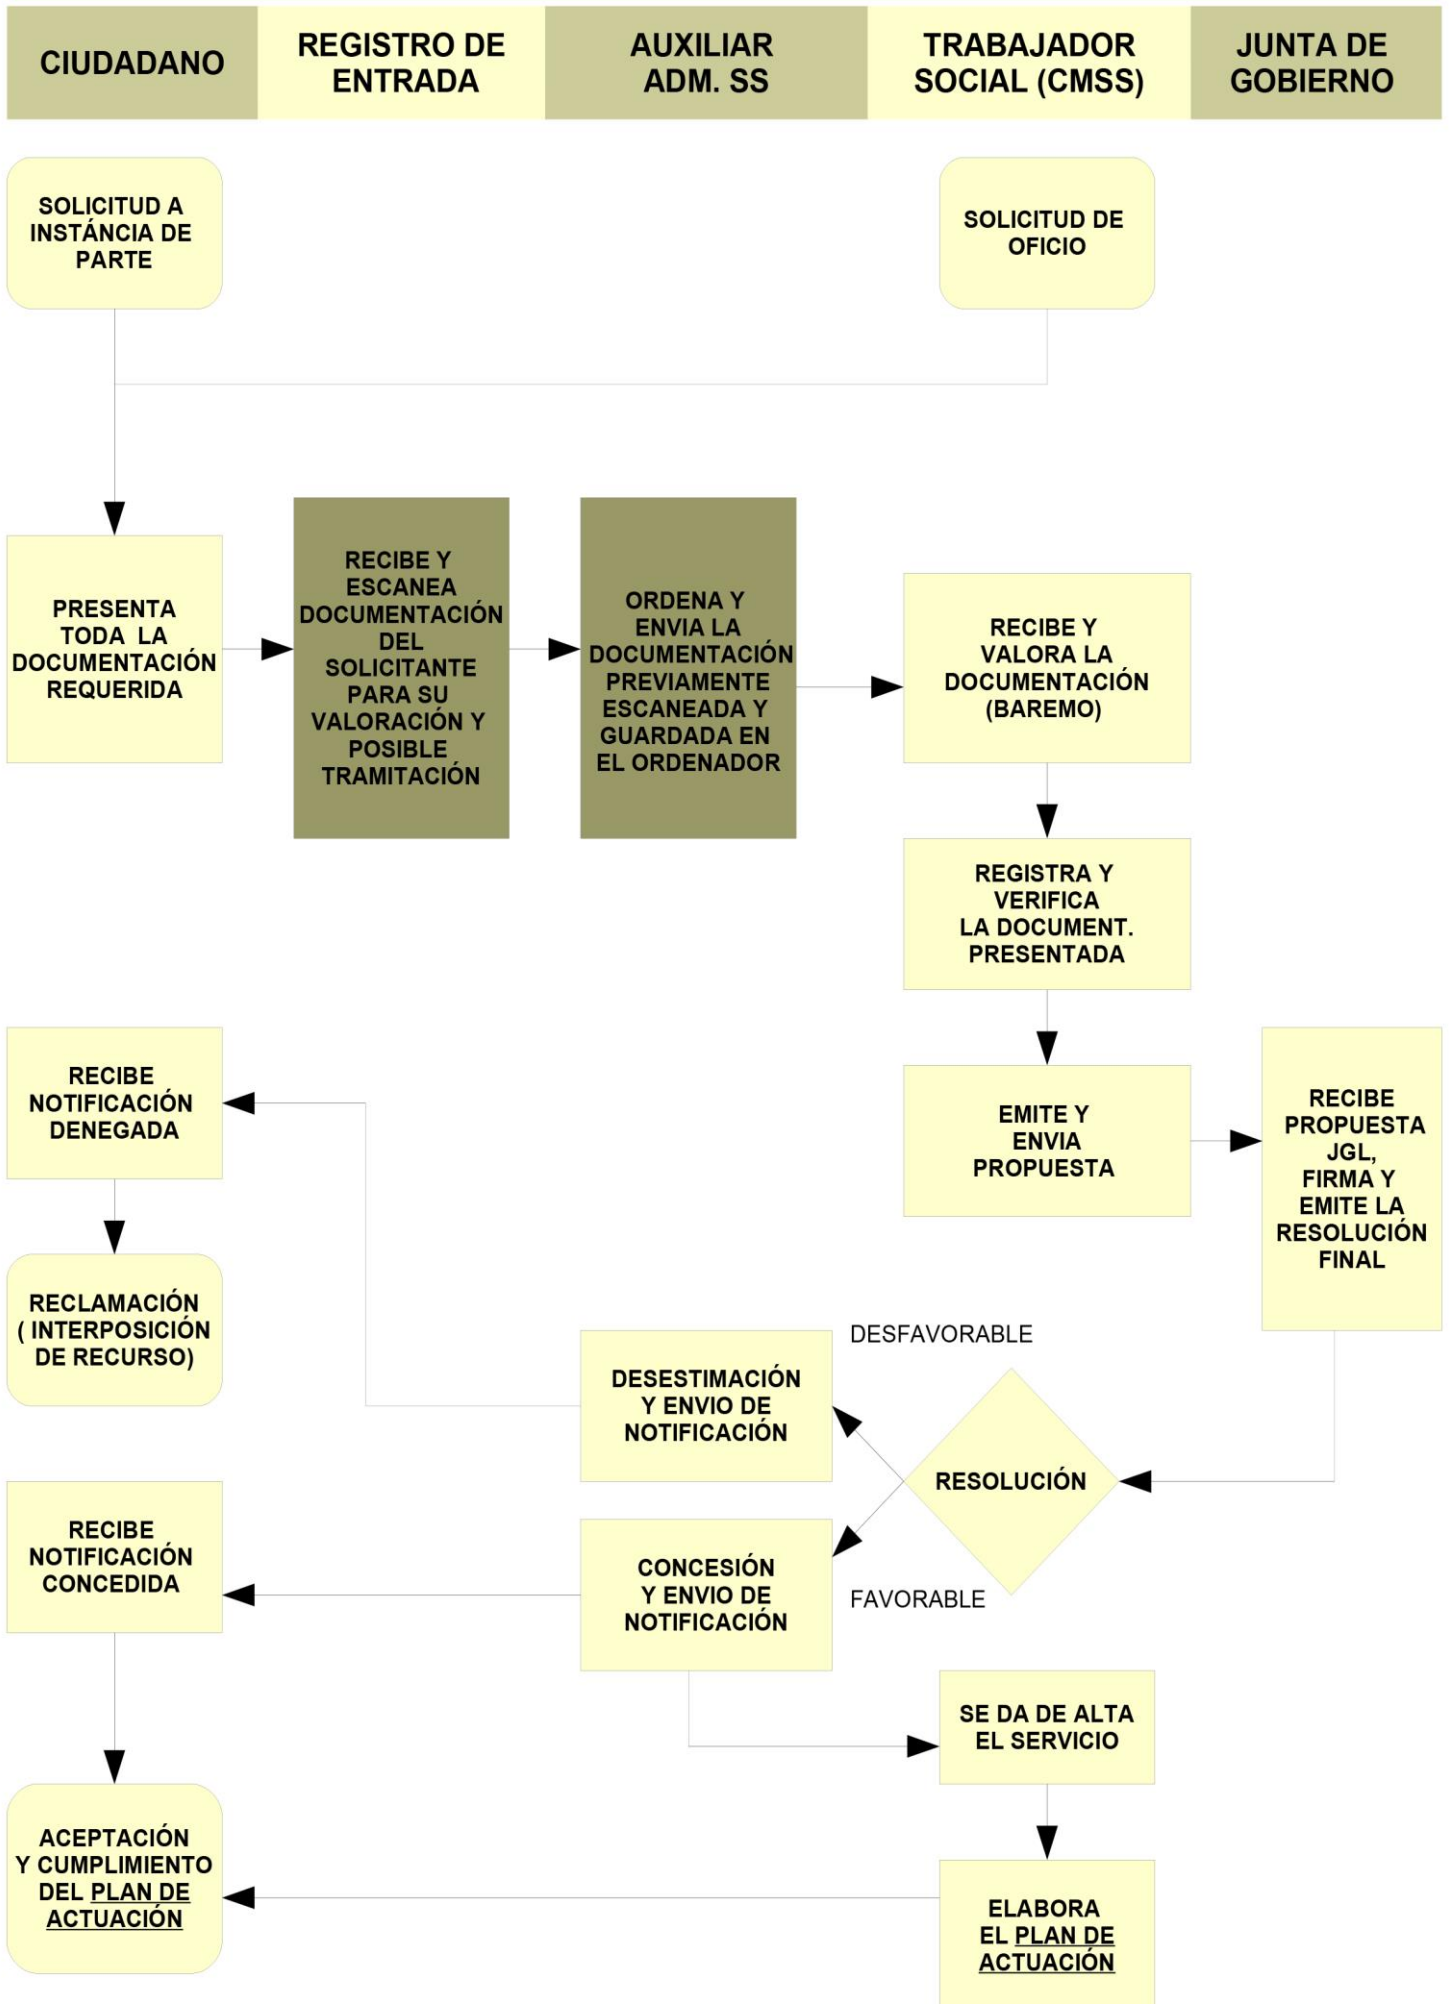 CIUDADANO
REGISTRO DE
ENTRADA
AUXILIAR
ADM. SS
TRABAJADOR
SOCIAL (CMSS)
JUNTA DE
GOBIERNO
SOLICITUD A
INSTÁNCIA DE
PARTE
SOLICITUD DE
OFICIO
PRESENTA
TODA LA
DOCUMENTACIÓN
REQUERIDA
RECIBE Y
ESCANEA
DOCUMENTACIÓN
DEL
SOLICITANTE
PARA SU
VALORACIÓN Y
POSIBLE
TRAMITACIÓN
ORDENA Y
ENVIA LA
DOCUMENTACIÓN
PREVIAMENTE
ESCANEADA Y
GUARDADA EN
EL ORDENADOR
RECIBE Y
VALORA LA
DOCUMENTACIÓN
(BAREMO)
REGISTRA Y
VERIFICA
LA DOCUMENT.
PRESENTADA
EMITE Y
ENVIA
PROPUESTA
RECIBE
PROPUESTA
JGL,
FIRMA Y
EMITE LA
RESOLUCIÓN
FINAL
RECIBE
NOTIFICACIÓN
DENEGADA
RECLAMACIÓN
( INTERPOSICIÓN
DE RECURSO)
DESFAVORABLE
DESESTIMACIÓN
Y ENVIO DE
NOTIFICACIÓN
RESOLUCIÓN
RECIBE
NOTIFICACIÓN
CONCEDIDA
CONCESIÓN
Y ENVIO DE
NOTIFICACIÓN
FAVORABLE
SE DA DE ALTA
EL SERVICIO
ACEPTACIÓN
Y CUMPLIMIENTO
DEL PLAN DE
ACTUACIÓN
ELABORA
EL PLAN DE
ACTUACIÓN